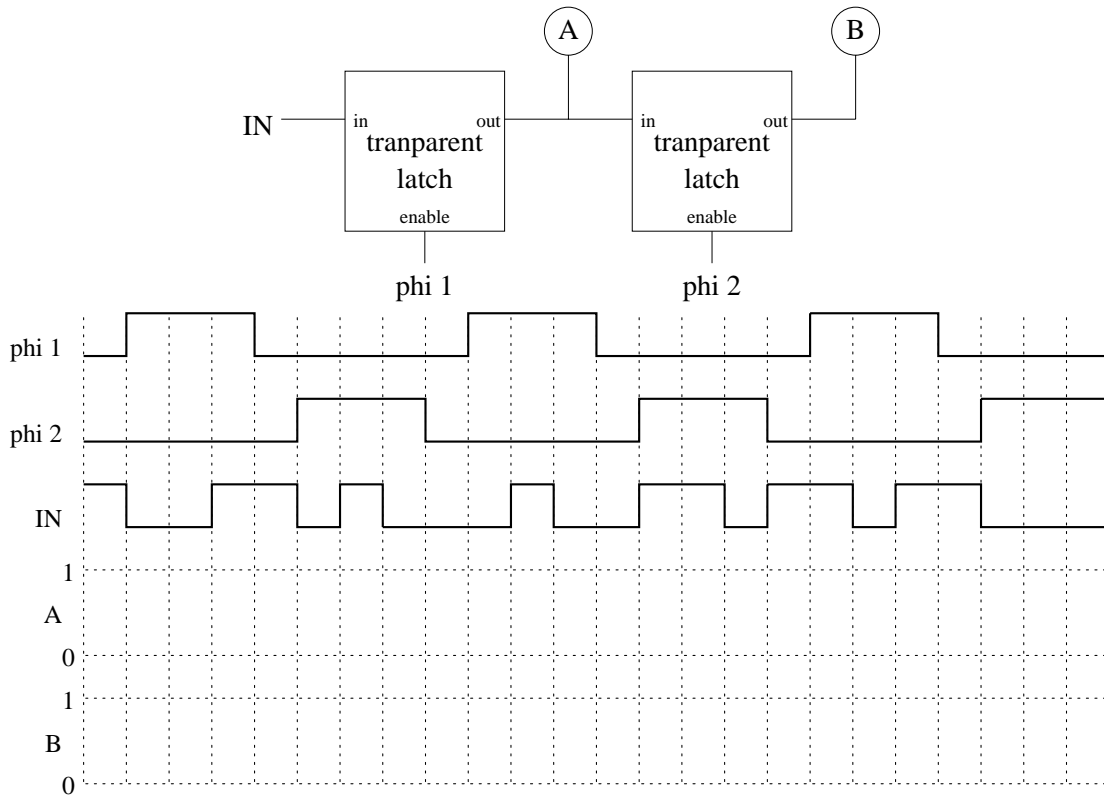 A
B
IN
in
out
tranparent
latch
enable
in
out
tranparent
latch
enable
phi 1
phi 2
phi 1
phi 2
IN
1
A
0
1
B
0